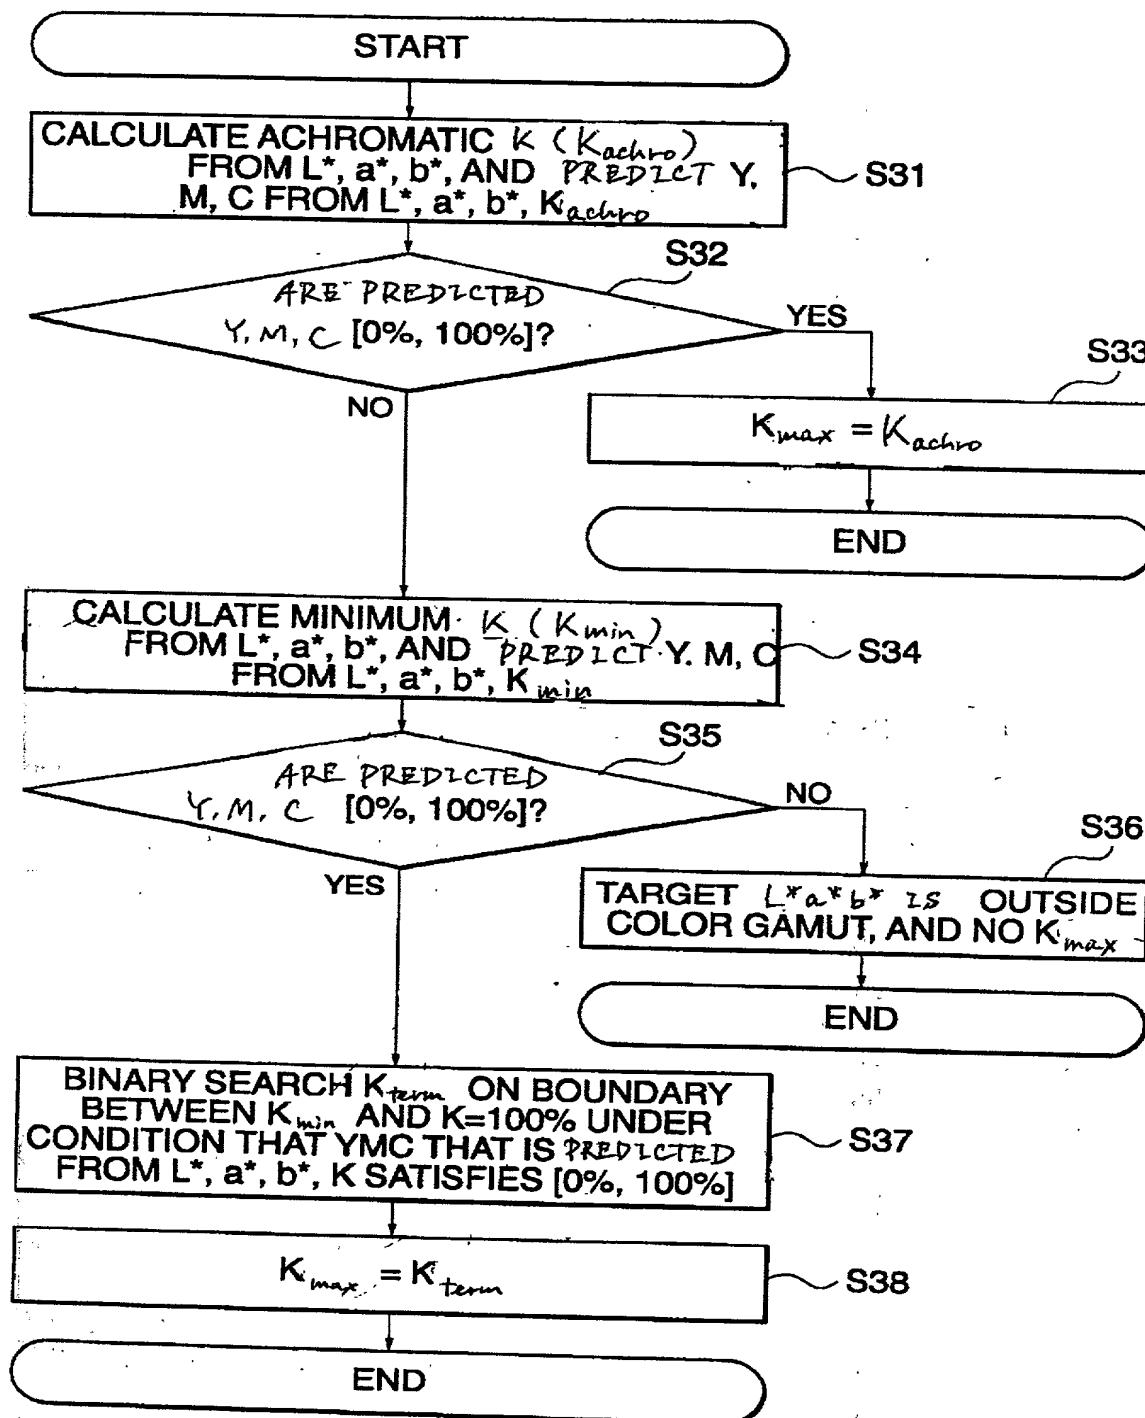 START
CALCULATE ACHROMATIC K (Kachro)
FROM L*, a*, b*, AND PREDICT Y,
M, C FROM L*, a*, b*, Kachro
S31
S32
ARE PREDICTED
Y, M, C [0%, 100%]?
YES
NO
S33
Kmax = Kachro
END
CALCULATE MINIMUM K (Kmin)
FROM L*, a*, b*, AND PREDICT Y. M, C
FROM L*, a*, b*, Kmin
S34
S35
ARE PREDICTED
Y, M, C [0%, 100%]?
NO
YES
S36
TARGET L*a*b* IS OUTSIDE
COLOR GAMUT, AND NO Kmax
END
BINARY SEARCH Kterm ON BOUNDARY
BETWEEN Kmin AND K=100% UNDER
CONDITION THAT YMC THAT IS PREDICTED
FROM L*, a*, b*, K SATISFIES [0%, 100%]
S37
Kmax = Kterm
S38
END